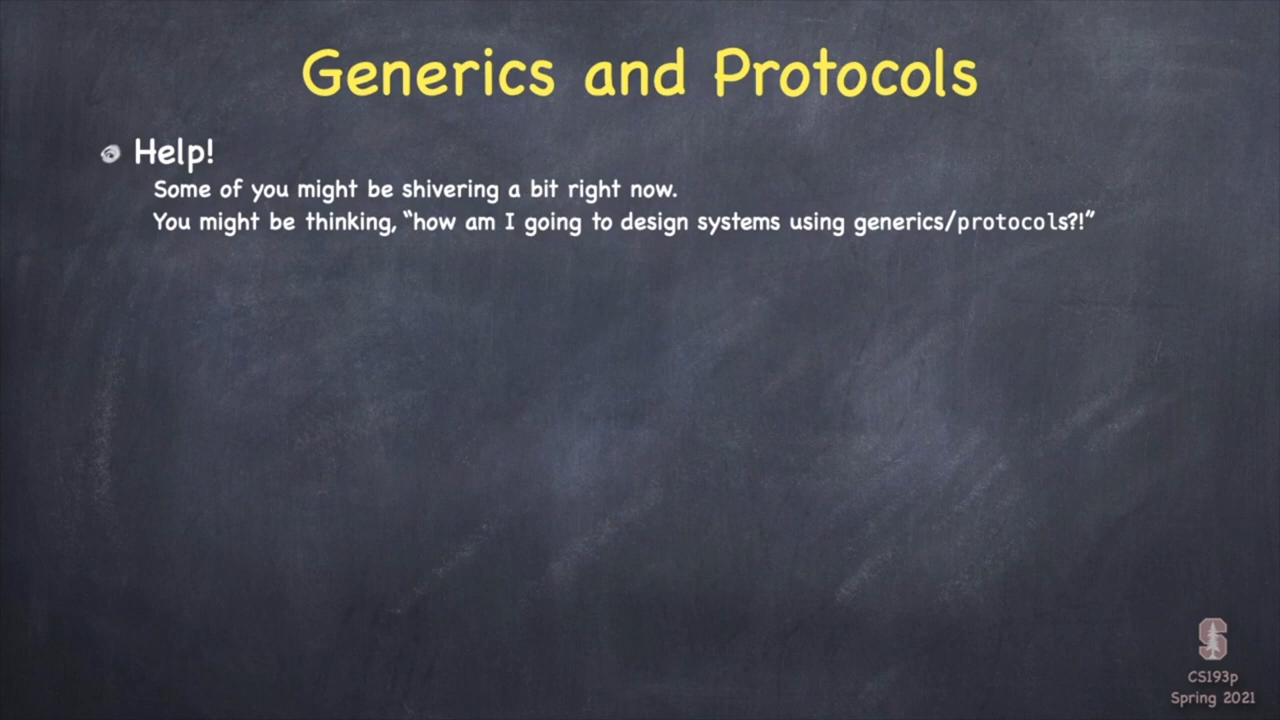 Generics and Protocols
Help!
Some of you might be shivering a bit right now.
You might be thinking, “how am I going to design systems using generics/protocols?!”
S
CS193p
Spring 2021